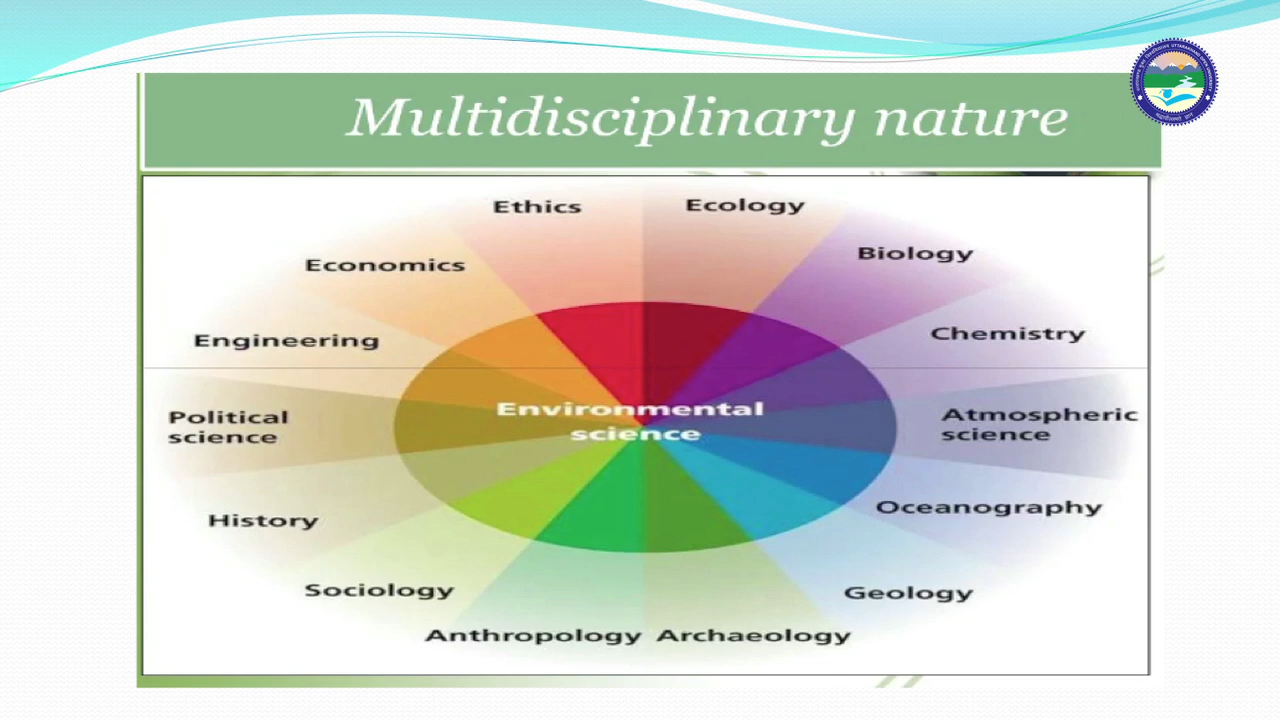 Multidisciplinary nature
Ethics
Ecology
Economics
Biology
Engineering
Chemistry
Environmental
science
Political
science
Atmospheric
science
History
Oceanography
Sociology
Geology
Anthropology
Archaeology